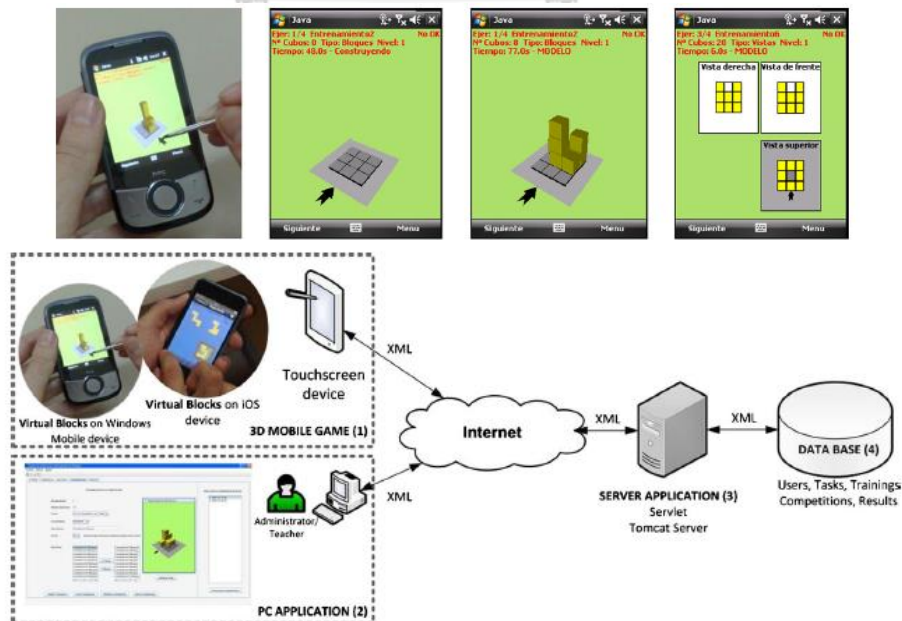 Java
Ejer: 1/4 Entrenamiento2 No OK
Nº Cubos: 0 Tipo: Bloques Nivel: 1
Tiempo: 48.0s - Construyendo
Siguiente Menu
Java
Ejer: 1/4 Entrenamiento2 No OK
Nº Cubos: 8 Tipo: Bloques Nivel: 1
Tiempo: 77.0s - MODELO
Siguiente Menu
Java
Ejer: 3/4 Entrenamiento6 No OK
Nº Cubos: 20 Tipo: Vistas Nivel: 1
Tiempo: 6.0s - MODELO
Vista derecha
Vista de frente
Vista superior
Siguiente Menu
Virtual Blocks on Windows
Mobile device
Virtual Blocks on iOS
device
Touchscreen
device
3D MOBILE GAME (1)
XML
Internet
XML
XML
DATA BASE (4)
Users, Tasks, Trainings
Competitions, Results
SERVER APPLICATION (3)
Servlet
Tomcat Server
XML
Administrator/
Teacher
PC APPLICATION (2)